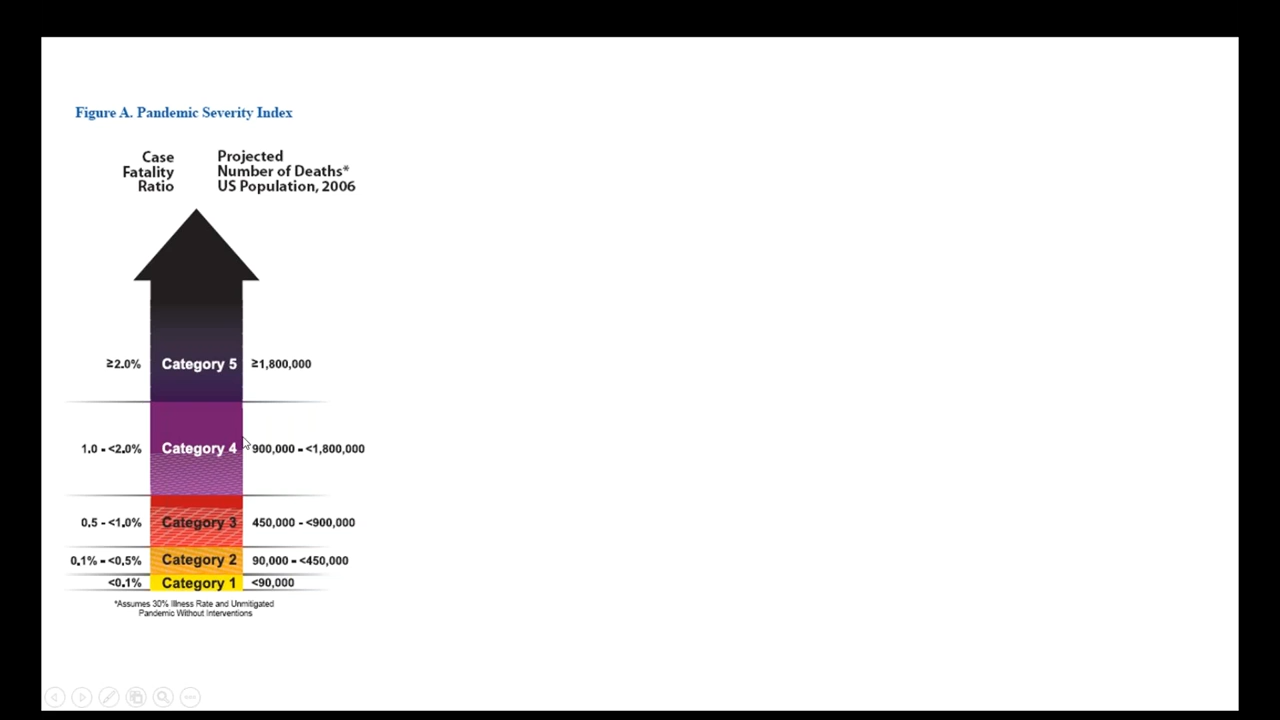 Figure A. Pandemic Severity Index
Case Fatality Ratio
Projected Number of Deaths*
US Population, 2006
≥2.0% Category 5 ≥1,800,000
1.0 - <2.0% Category 4 900,000 - <1,800,000
0.5 - <1.0% Category 3 450,000 - <900,000
0.1% - <0.5% Category 2 90,000 - <450,000
<0.1% Category 1 <90,000
*Assumes 30% Illness Rate and Unmitigated
Pandemic Without Interventions